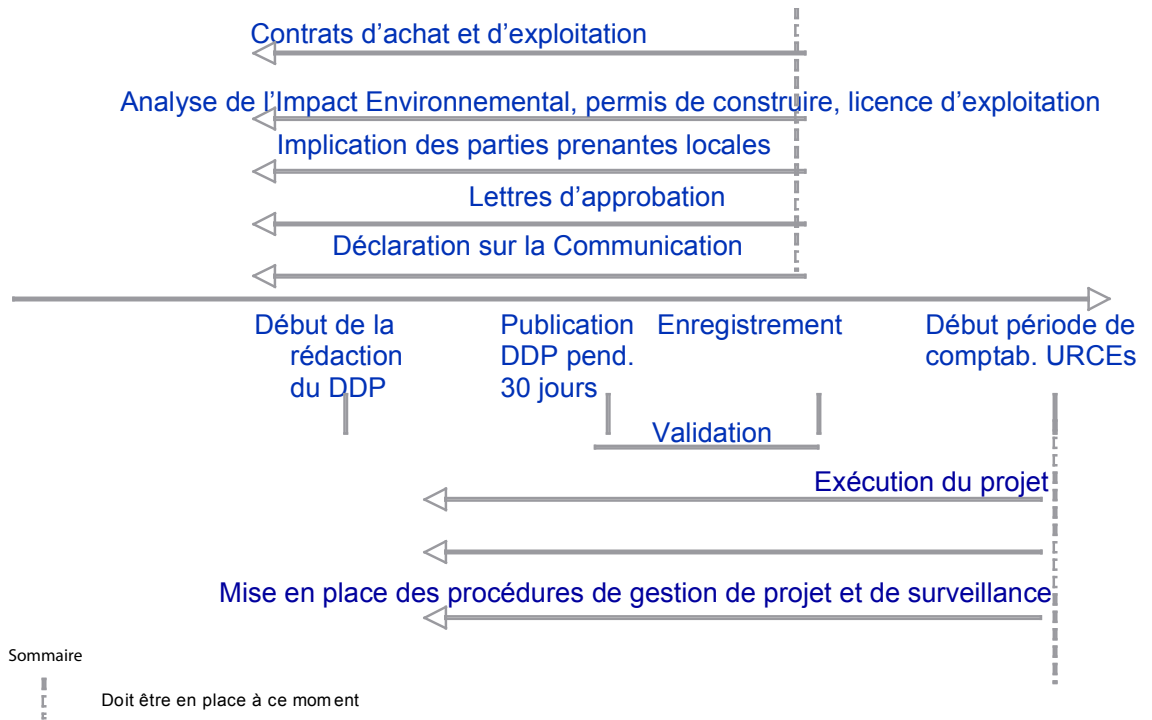 Contrats d'achat et d'exploitation
Analyse de l'Impact Environnemental, permis de construire, licence d'exploitation
Implication des parties prenantes locales
Lettres d'approbation
Déclaration sur la Communication
Début de la
rédaction
du DDP
Publication
DDP pend.
30 jours
Enregistrement
Début période de
comptab. URCEs
Validation
Exécution du projet
Mise en place des procédures de gestion de projet et de surveillance
Sommaire
Doit être en place à ce moment